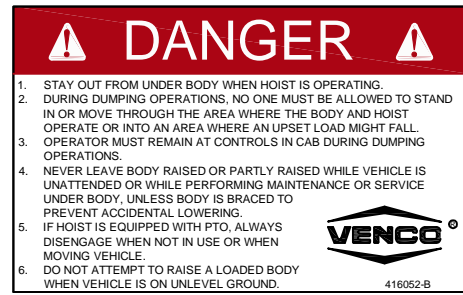 DANGER
1. STAY OUT FROM UNDER BODY WHEN HOIST IS OPERATING.
2. DURING DUMPING OPERATIONS, NO ONE MUST BE ALLOWED TO STAND
IN OR MOVE THROUGH THE AREA WHERE THE BODY AND HOIST
OPERATE OR INTO AN AREA WHERE AN UPSET LOAD MIGHT FALL.
3. OPERATOR MUST REMAIN AT CONTROLS IN CAB DURING DUMPING
OPERATIONS.
4. NEVER LEAVE BODY RAISED OR PARTLY RAISED WHILE VEHICLE IS
UNATTENDED OR WHILE PERFORMING MAINTENANCE OR SERVICE
UNDER BODY, UNLESS BODY IS BRACED TO
PREVENT ACCIDENTAL LOWERING.
5. IF HOIST IS EQUIPPED WITH PTO, ALWAYS
DISENGAGE WHEN NOT IN USE OR WHEN
MOVING VEHICLE.
6. DO NOT ATTEMPT TO RAISE A LOADED BODY
WHEN VEHICLE IS ON UNLEVEL GROUND.
VENCO ®
416052-B